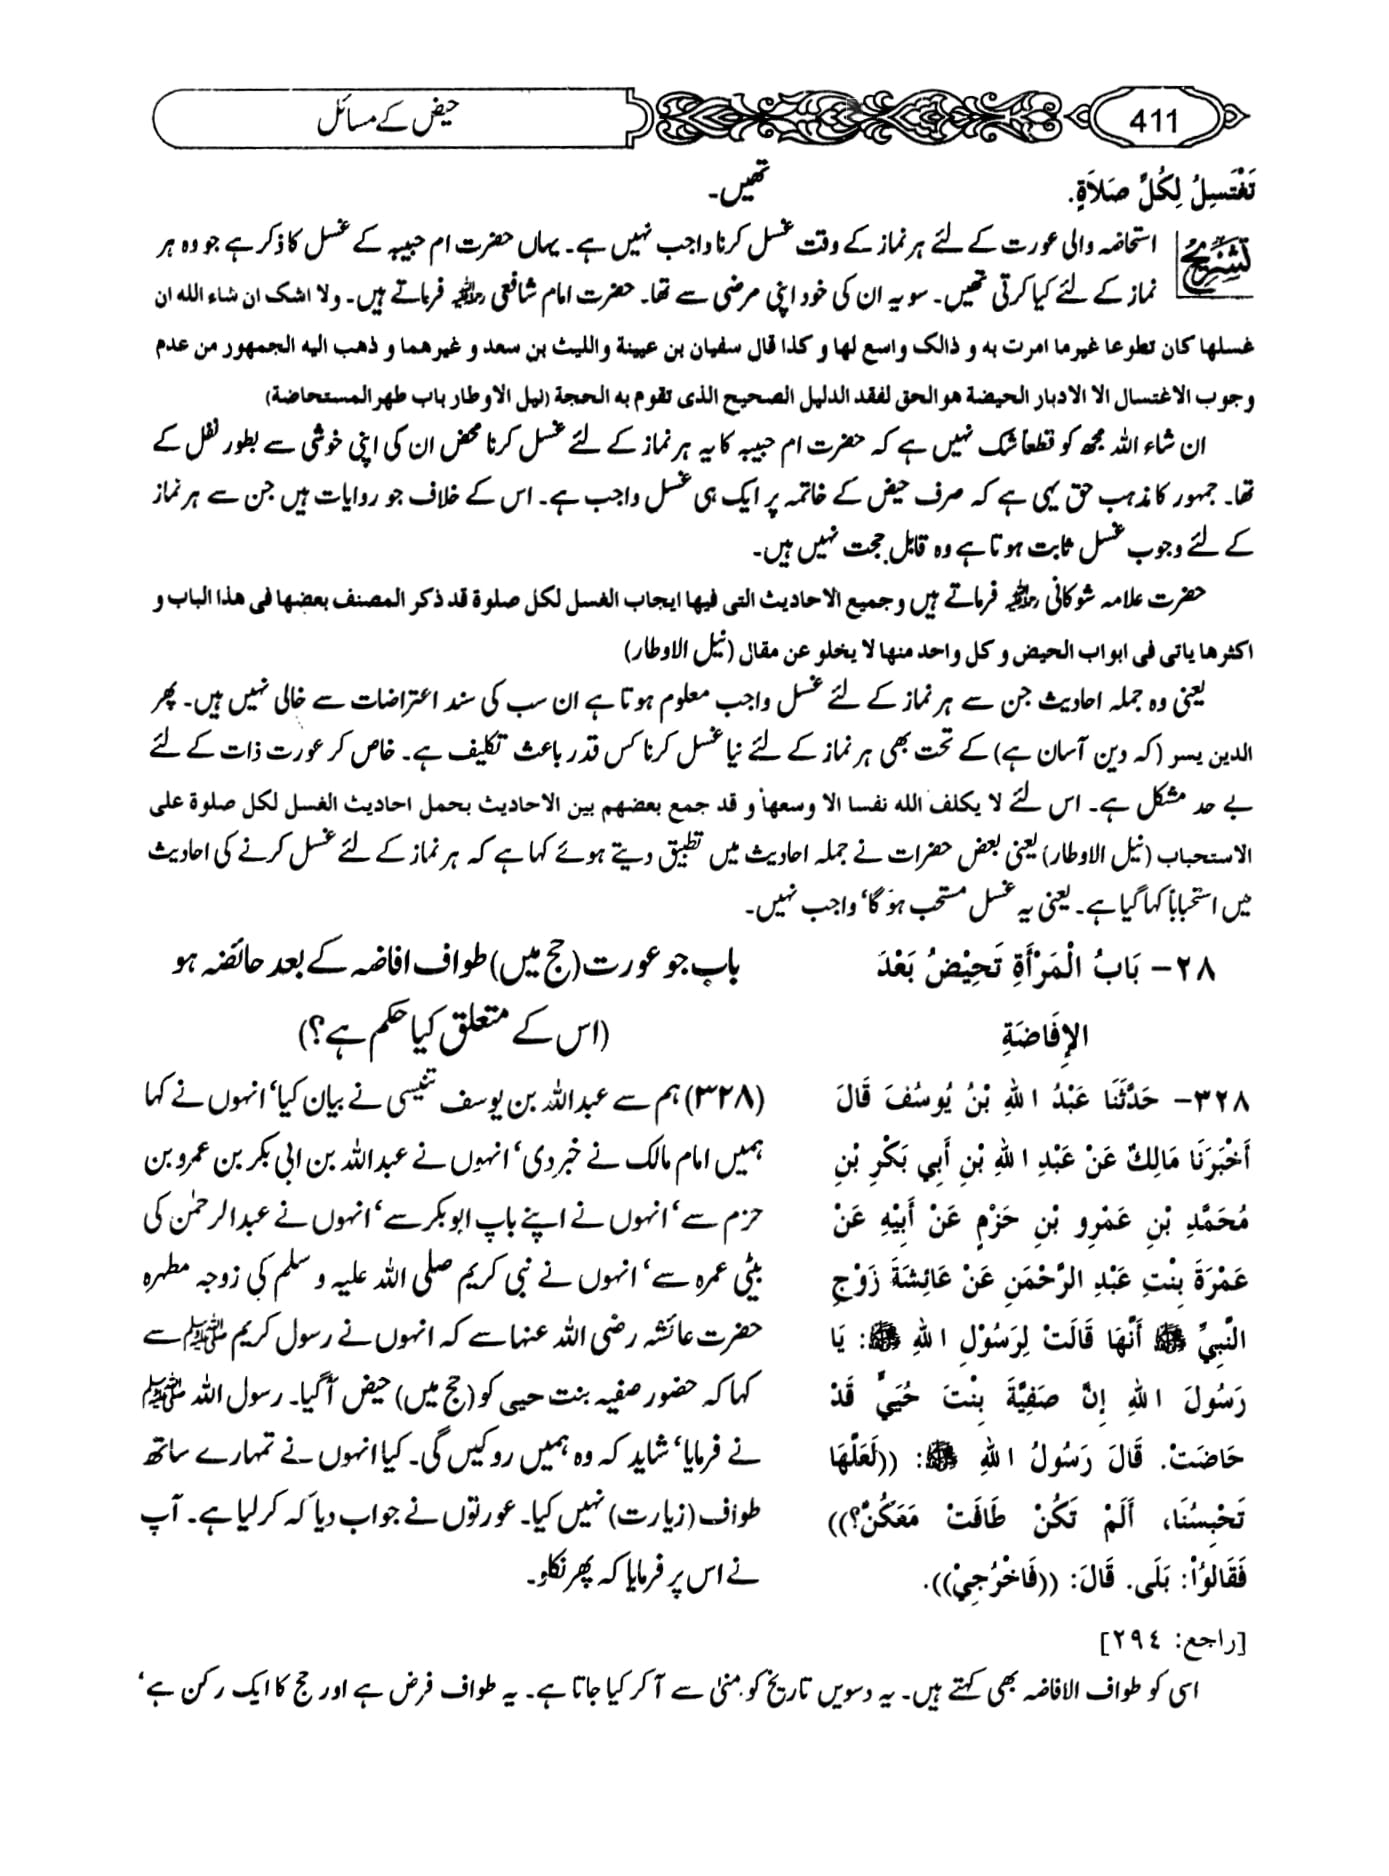 حیض کے مسائل
411
تَغْتَسِلُ لِكُلِّ صَلاَةٍ.
تھیں۔
تشریح
استحاضہ والی عورت کے لئے ہر نماز کے وقت غسل کرنا واجب نہیں ہے۔ یہاں حضرت ام حبیبہ کے غسل کا ذکر ہے جو وہ ہر
نماز کے لئے کیا کرتی تھیں۔ سو یہ ان کی خود اپنی مرضی سے تھا۔ حضرت امام شافعی رحمۃ اللہ علیہ فرماتے ہیں۔ ولا اشک ان شاء اللہ ان
غسلها کان تطوعا غیر ما امرت به و ذالک واسع لها و کذا قال سفیان بن عیینة واللیث بن سعد و غیرهما و ذهب الیه الجمهور من عدم
وجوب الاغتسال الا لادبار الحیضة هو الحق لفقد الدلیل الصحیح الذی تقوم به الحجة (نیل الاوطار باب طهر المستحاضة)
ان شاء اللہ مجھ کو قطعاً شک نہیں ہے کہ حضرت ام حبیبہ کا یہ ہر نماز کے لئے غسل کرنا محض ان کی اپنی خوشی سے بطور نفل کے
تھا۔ جمہور کا مذہب حق یہی ہے کہ صرف حیض کے خاتمہ پر ایک ہی غسل واجب ہے۔ اس کے خلاف جو روایات ہیں جن سے ہر نماز
کے لئے وجوب غسل ثابت ہوتا ہے وہ قابل حجت نہیں ہیں۔
حضرت علامہ شوکانی رحمۃ اللہ علیہ فرماتے ہیں وجمیع الاحادیث التی فیها ایجاب الغسل لکل صلوة قد ذکر المصنف بعضها فی هذا الباب و
اکثرها یاتی فی ابواب الحیض و کل واحد منها لا یخلو عن مقال (نیل الاوطار)
یعنی وہ جملہ احادیث جن سے ہر نماز کے لئے غسل واجب معلوم ہوتا ہے ان سب کی سند اعتراضات سے خالی نہیں ہیں۔ پھر
الدین یسر (کہ دین آسان ہے) کے تحت بھی ہر نماز کے لئے نیا غسل کرنا کس قدر باعث تکلیف ہے۔ خاص کر عورت ذات کے لئے
بے حد مشکل ہے۔ اس لئے لا یکلف الله نفسا الا وسعها و قد جمع بعضهم بین الاحادیث بحمل احادیث الغسل لکل صلوة علی
الاستحباب (نیل الاوطار) یعنی بعض حضرات نے جملہ احادیث میں تطبیق دیتے ہوئے کہا ہے کہ ہر نماز کے لئے غسل کرنے کی احادیث
میں استحباباً کہا گیا ہے۔ یعنی یہ غسل مستحب ہو گا' واجب نہیں۔
٢٨- بَابُ الْمَرْأَةِ تَحِيْضُ بَعْدَ
الإِفَاضَةِ
باب جو عورت (حج میں) طواف افاضہ کے بعد حائضہ ہو
(اس کے متعلق کیا حکم ہے؟)
٣٢٨- حَدَّثَنَا عَبْدُ اللهِ بْنُ يُوسُفَ قَالَ
أَخْبَرَنَا مَالِكٌ عَنْ عَبْدِ اللهِ بْنِ أَبِي بَكْرِ بْنِ
مُحَمَّدِ بْنِ عَمْرِو بْنِ حَزْمٍ عَنْ أَبِيْهِ عَنْ
عَمْرَةَ بِنْتِ عَبْدِ الرَّحْمَنِ عَنْ عَائِشَةَ زَوْجِ
النَّبِيِّ ﷺ أَنَّهَا قَالَتْ لِرَسُوْلِ اللهِ ﷺ: يَا
رَسُولَ اللهِ إِنَّ صَفِيَّةَ بِنْتَ حُيَيٍّ قَدْ
حَاضَتْ. قَالَ رَسُولُ اللهِ ﷺ: ((لَعَلَّهَا
تَحْبِسُنَا، أَلَمْ تَكُنْ طَافَتْ مَعَكُنَّ؟))
فَقَالُوْا: بَلَى. قَالَ: ((فَاخْرُجِيْ)).
[راجع: ٢٩٤]
(۳۲۸) ہم سے عبداللہ بن یوسف تنیسی نے بیان کیا' انہوں نے کہا
ہمیں امام مالک نے خبر دی' انہوں نے عبداللہ بن ابی بکر بن عمرو بن
حزم سے' انہوں نے اپنے باپ ابوبکر سے' انہوں نے عبدالرحمٰن کی
بیٹی عمرہ سے' انہوں نے نبی کریم صلی اللہ علیہ وسلم کی زوجہ مطہرہ
حضرت عائشہ رضی اللہ عنہا سے کہ انہوں نے رسول کریم ﷺ سے
کہا کہ حضور صفیہ بنت حیی کو (حج میں) حیض آگیا۔ رسول اللہ ﷺ
نے فرمایا' شاید کہ وہ ہمیں روکیں گی۔ کیا انہوں نے تمہارے ساتھ
طواف (زیارت) نہیں کیا۔ عورتوں نے جواب دیا کہ کر لیا ہے۔ آپ
نے اس پر فرمایا کہ پھر نکلو۔
اسی کو طواف الافاضہ بھی کہتے ہیں۔ یہ دسویں تاریخ کو منیٰ سے آ کر کیا جاتا ہے۔ یہ طواف فرض ہے اور حج کا ایک رکن ہے'